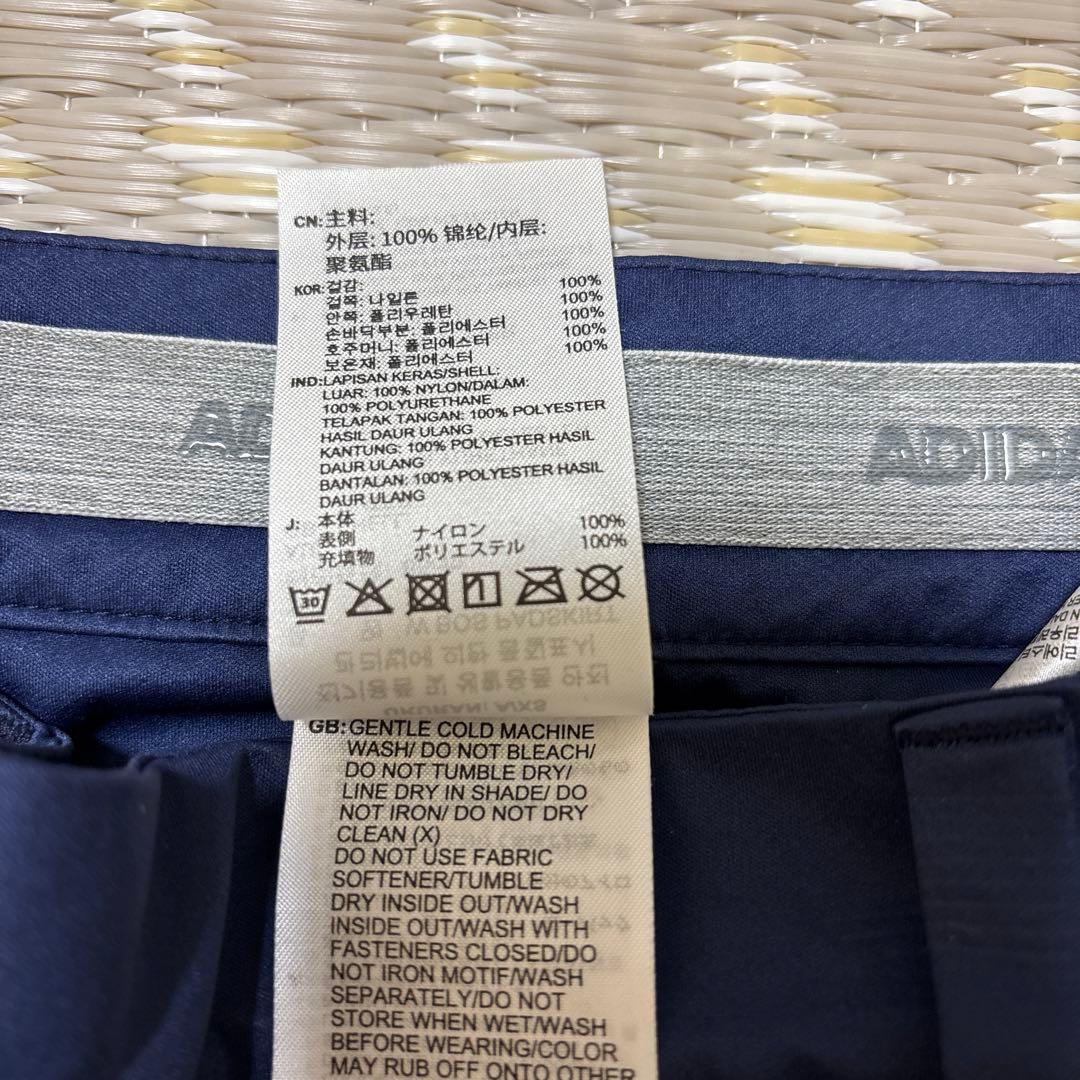 CN:主料:
外层: 100% 锦纶/内层:
聚氨酯
KOR:겉감:
겉쪽: 나일론 100%
안쪽: 폴리우레탄 100%
손바닥부분: 폴리에스터 100%
호주머니: 폴리에스터 100%
보온재: 폴리에스터 100%
IND:LAPISAN KERAS/SHELL:
LUAR: 100% NYLON/DALAM:
100% POLYURETHANE
TELAPAK TANGAN: 100% POLYESTER
HASIL DAUR ULANG
KANTUNG: 100% POLYESTER HASIL
DAUR ULANG
BANTALAN: 100% POLYESTER HASIL
DAUR ULANG
J: 本体
表側 ナイロン 100%
充填物 ポリエステル 100%
30
GB:GENTLE COLD MACHINE
WASH/ DO NOT BLEACH/
DO NOT TUMBLE DRY/
LINE DRY IN SHADE/ DO
NOT IRON/ DO NOT DRY
CLEAN (X)
DO NOT USE FABRIC
SOFTENER/TUMBLE
DRY INSIDE OUT/WASH
INSIDE OUT/WASH WITH
FASTENERS CLOSED/DO
NOT IRON MOTIF/WASH
SEPARATELY/DO NOT
STORE WHEN WET/WASH
BEFORE WEARING/COLOR
MAY RUB OFF ONTO OTHER
AD
ADIDA